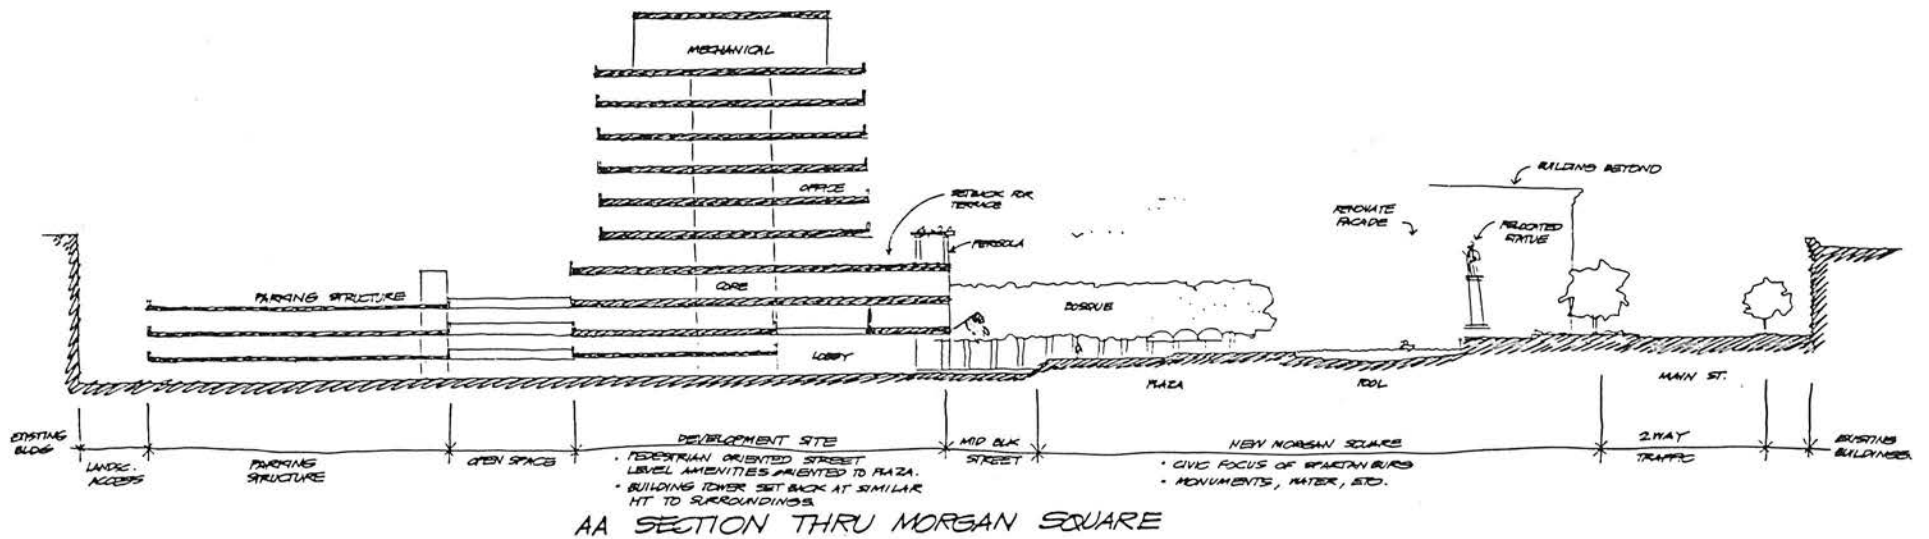 MECHANICAL
OFFICE
SETBACK FOR
TERRACE
PERGOLA
BUILDING BEYOND
RENOVATE
FACADE
RELOCATED
STATUE
PARKING STRUCTURE
CORE
BOSQUE
LOBBY
PLAZA
POOL
MAIN ST.
EXISTING
BLDG
LANDSC.
ACCESS
PARKING
STRUCTURE
OPEN SPACE
DEVELOPMENT SITE
• PEDESTRIAN ORIENTED STREET
LEVEL AMENITIES ORIENTED TO PLAZA.
• BUILDING TOWER SET BACK AT SIMILAR
HT TO SURROUNDINGS
MID BLK
STREET
NEW MORGAN SQUARE
• CIVIC FOCUS OF SPARTANBURG
• MONUMENTS, WATER, ETC.
2WAY
TRAFFIC
EXISTING
BUILDINGS.
AA SECTION THRU MORGAN SQUARE